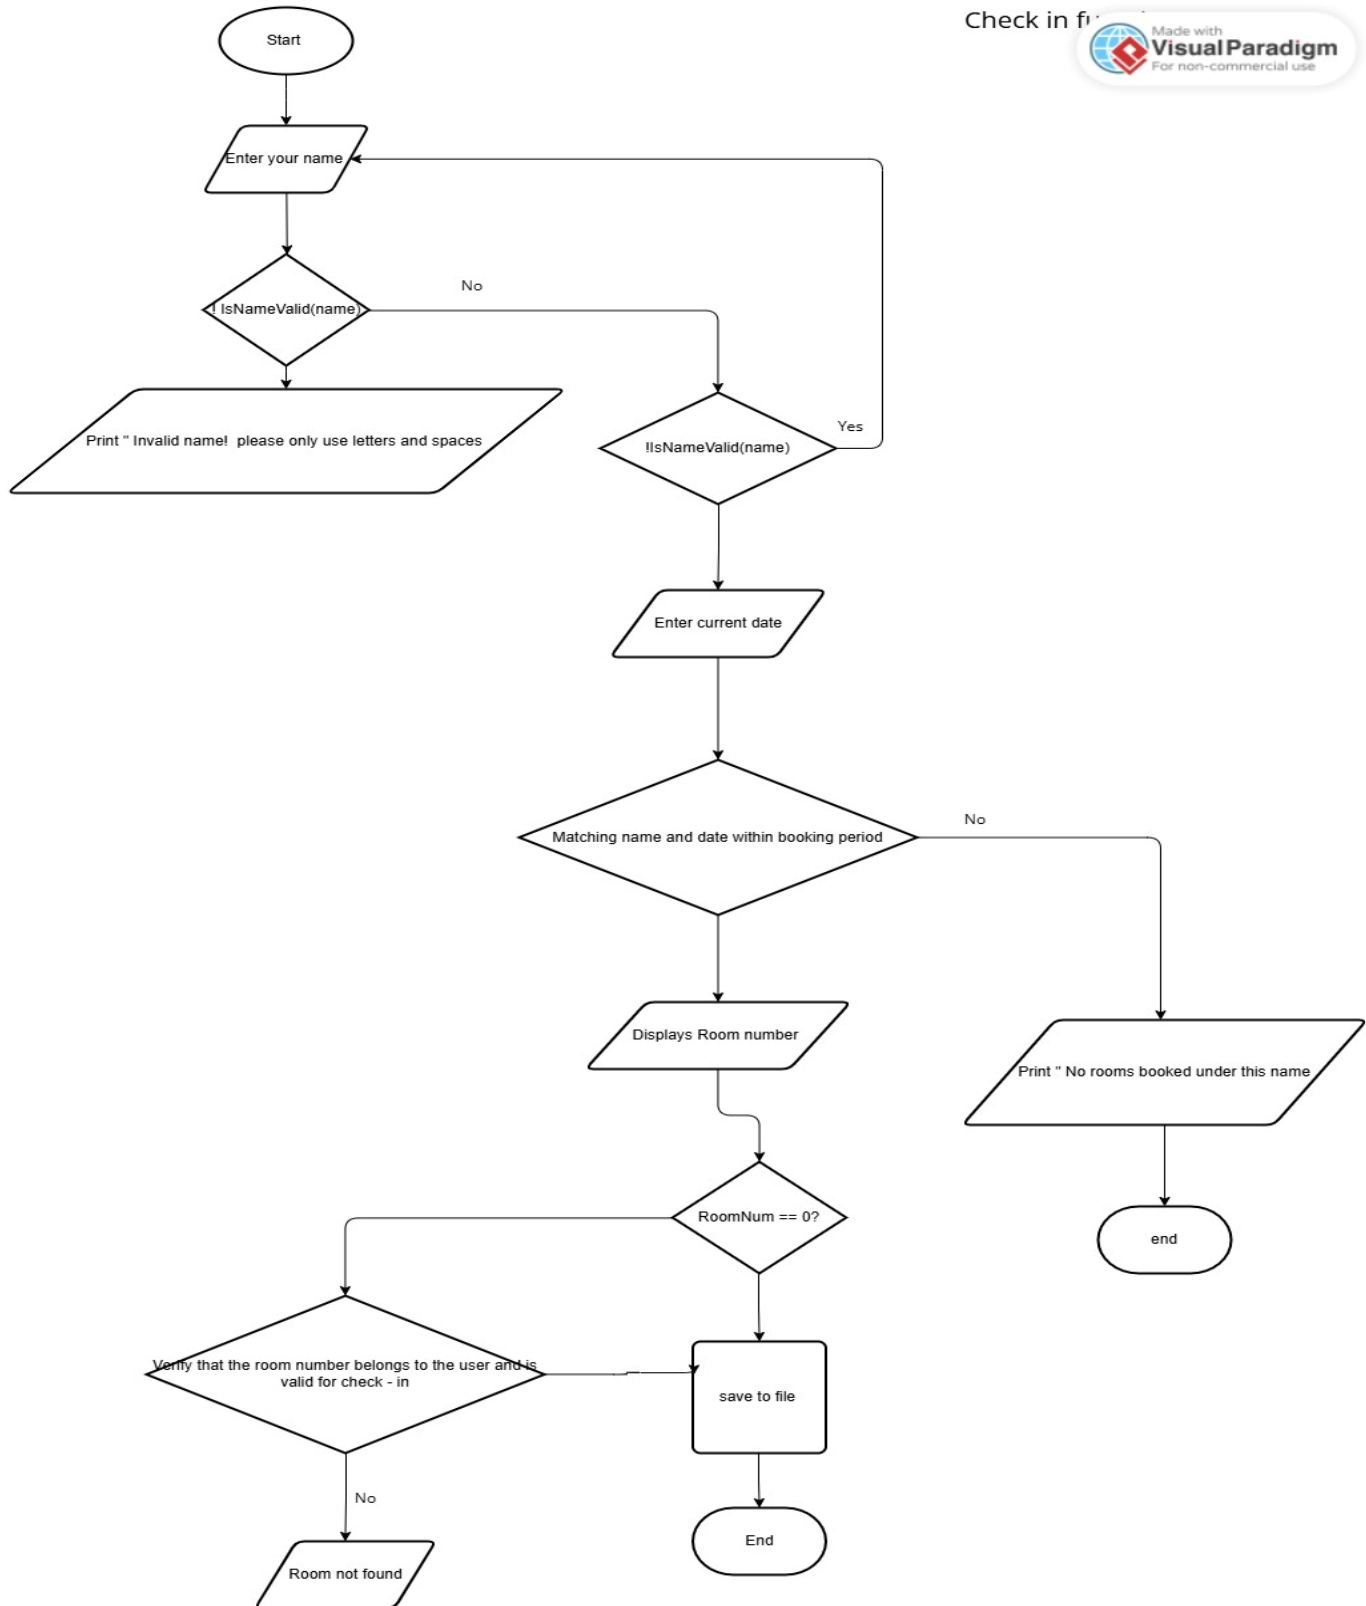 Check in
Made with
Visual Paradigm
For non-commercial use
Start
Enter your name
! IsNameValid(name)
No
Print " Invalid name!  please only use letters and spaces
!IsNameValid(name)
Yes
Enter current date
Matching name and date within booking period
No
Displays Room number
Print " No rooms booked under this name
RoomNum == 0?
end
Verify that the room number belongs to the user and is
valid for check - in
save to file
No
End
Room not found